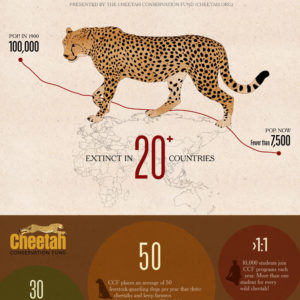 PRESENTED BY THE CHEETAH CONSERVATION FUND (CHEETAH.ORG)
POP. IN 1900
100,000
POP. NOW
Fewer than 7,500
EXTINCT IN 20+ COUNTRIES
Cheetah
CONSERVATION FUND
30
50
CCF places an average of 50
livestock-guarding dogs per year that drive
cheetahs and keep farmers
>1:1
10,000 students join
CCF programs each
year. More than one
student for every
wild cheetah!